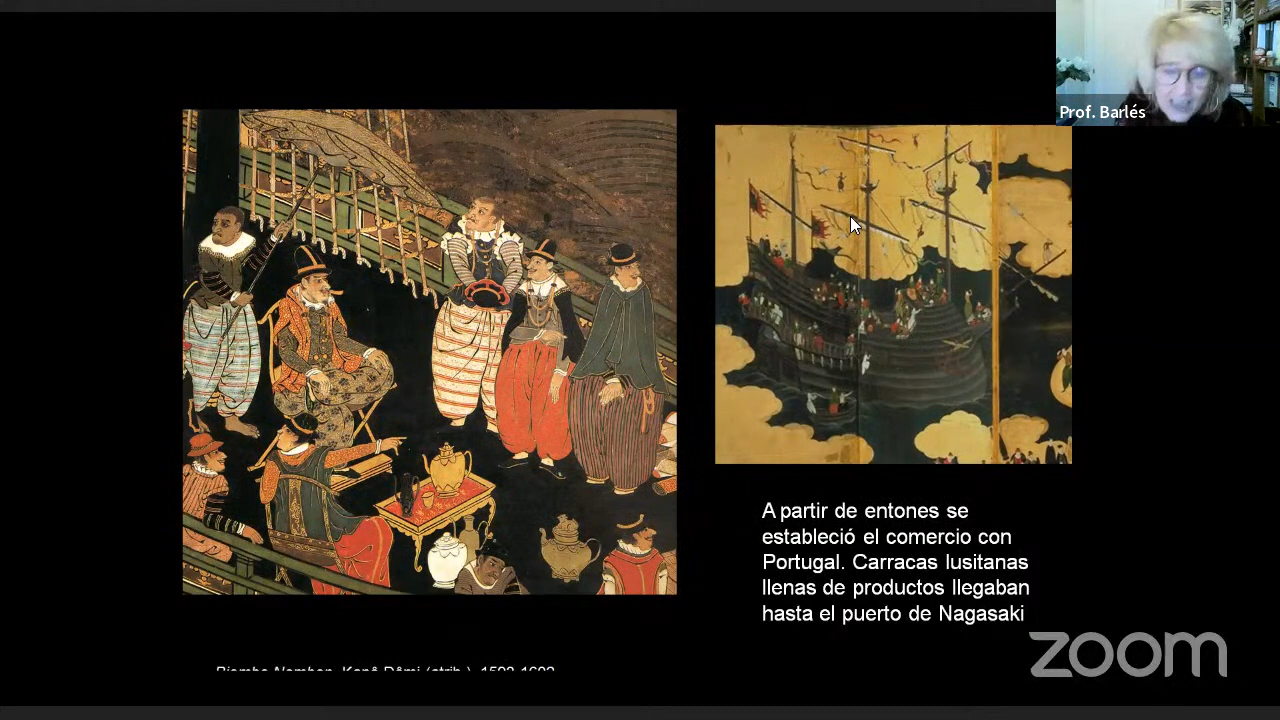 Prof. Barlés
A partir de entones se
estableció el comercio con
Portugal. Carracas lusitanas
llenas de productos llegaban
hasta el puerto de Nagasaki
zoom